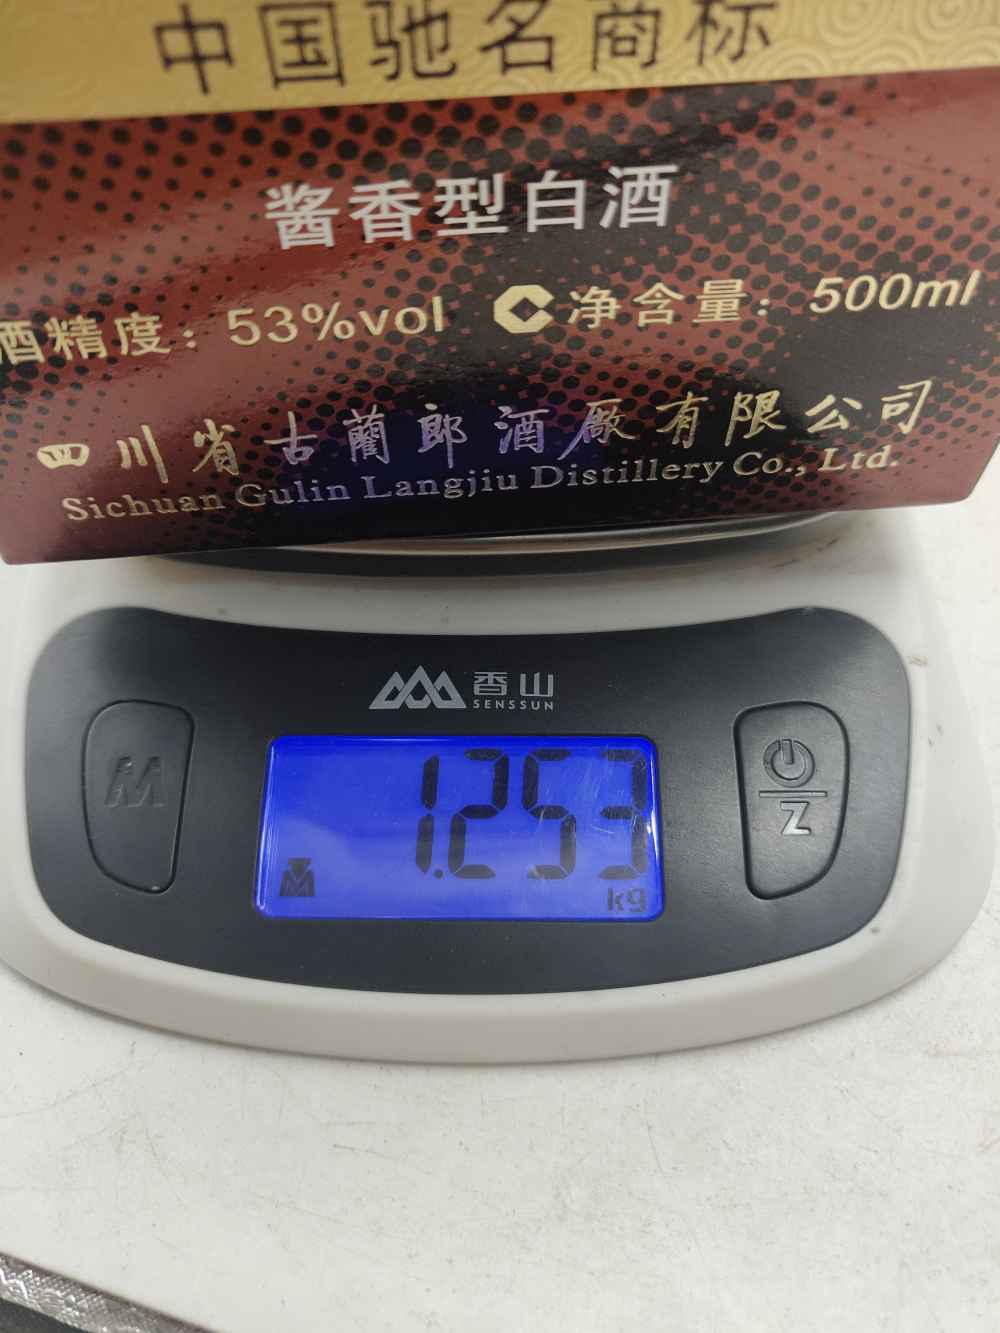 中国驰名商标
酱香型白酒
酒精度：53%vol C 净含量：500ml
四川省古蔺郎酒厰有限公司
Sichuan Gulin Langjiu Distillery Co., Ltd.
香山
SENSSUN
M
N
1.253
M
kg